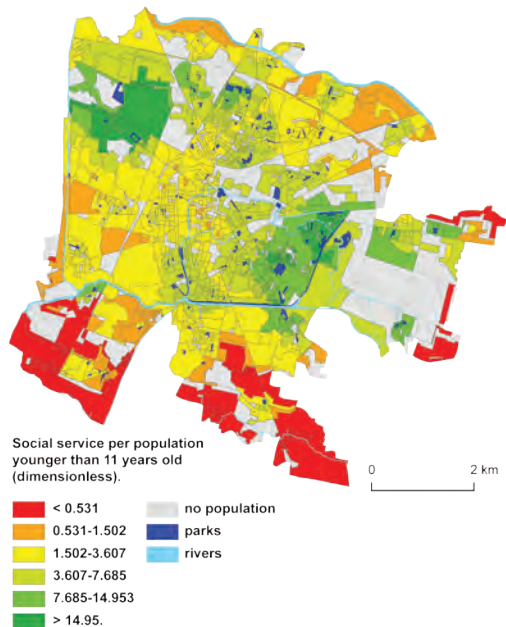 Social service per population
younger than 11 years old
(dimensionless).
0 2 km
< 0.531
0.531-1.502
1.502-3.607
3.607-7.685
7.685-14.953
> 14.95.
no population
parks
rivers